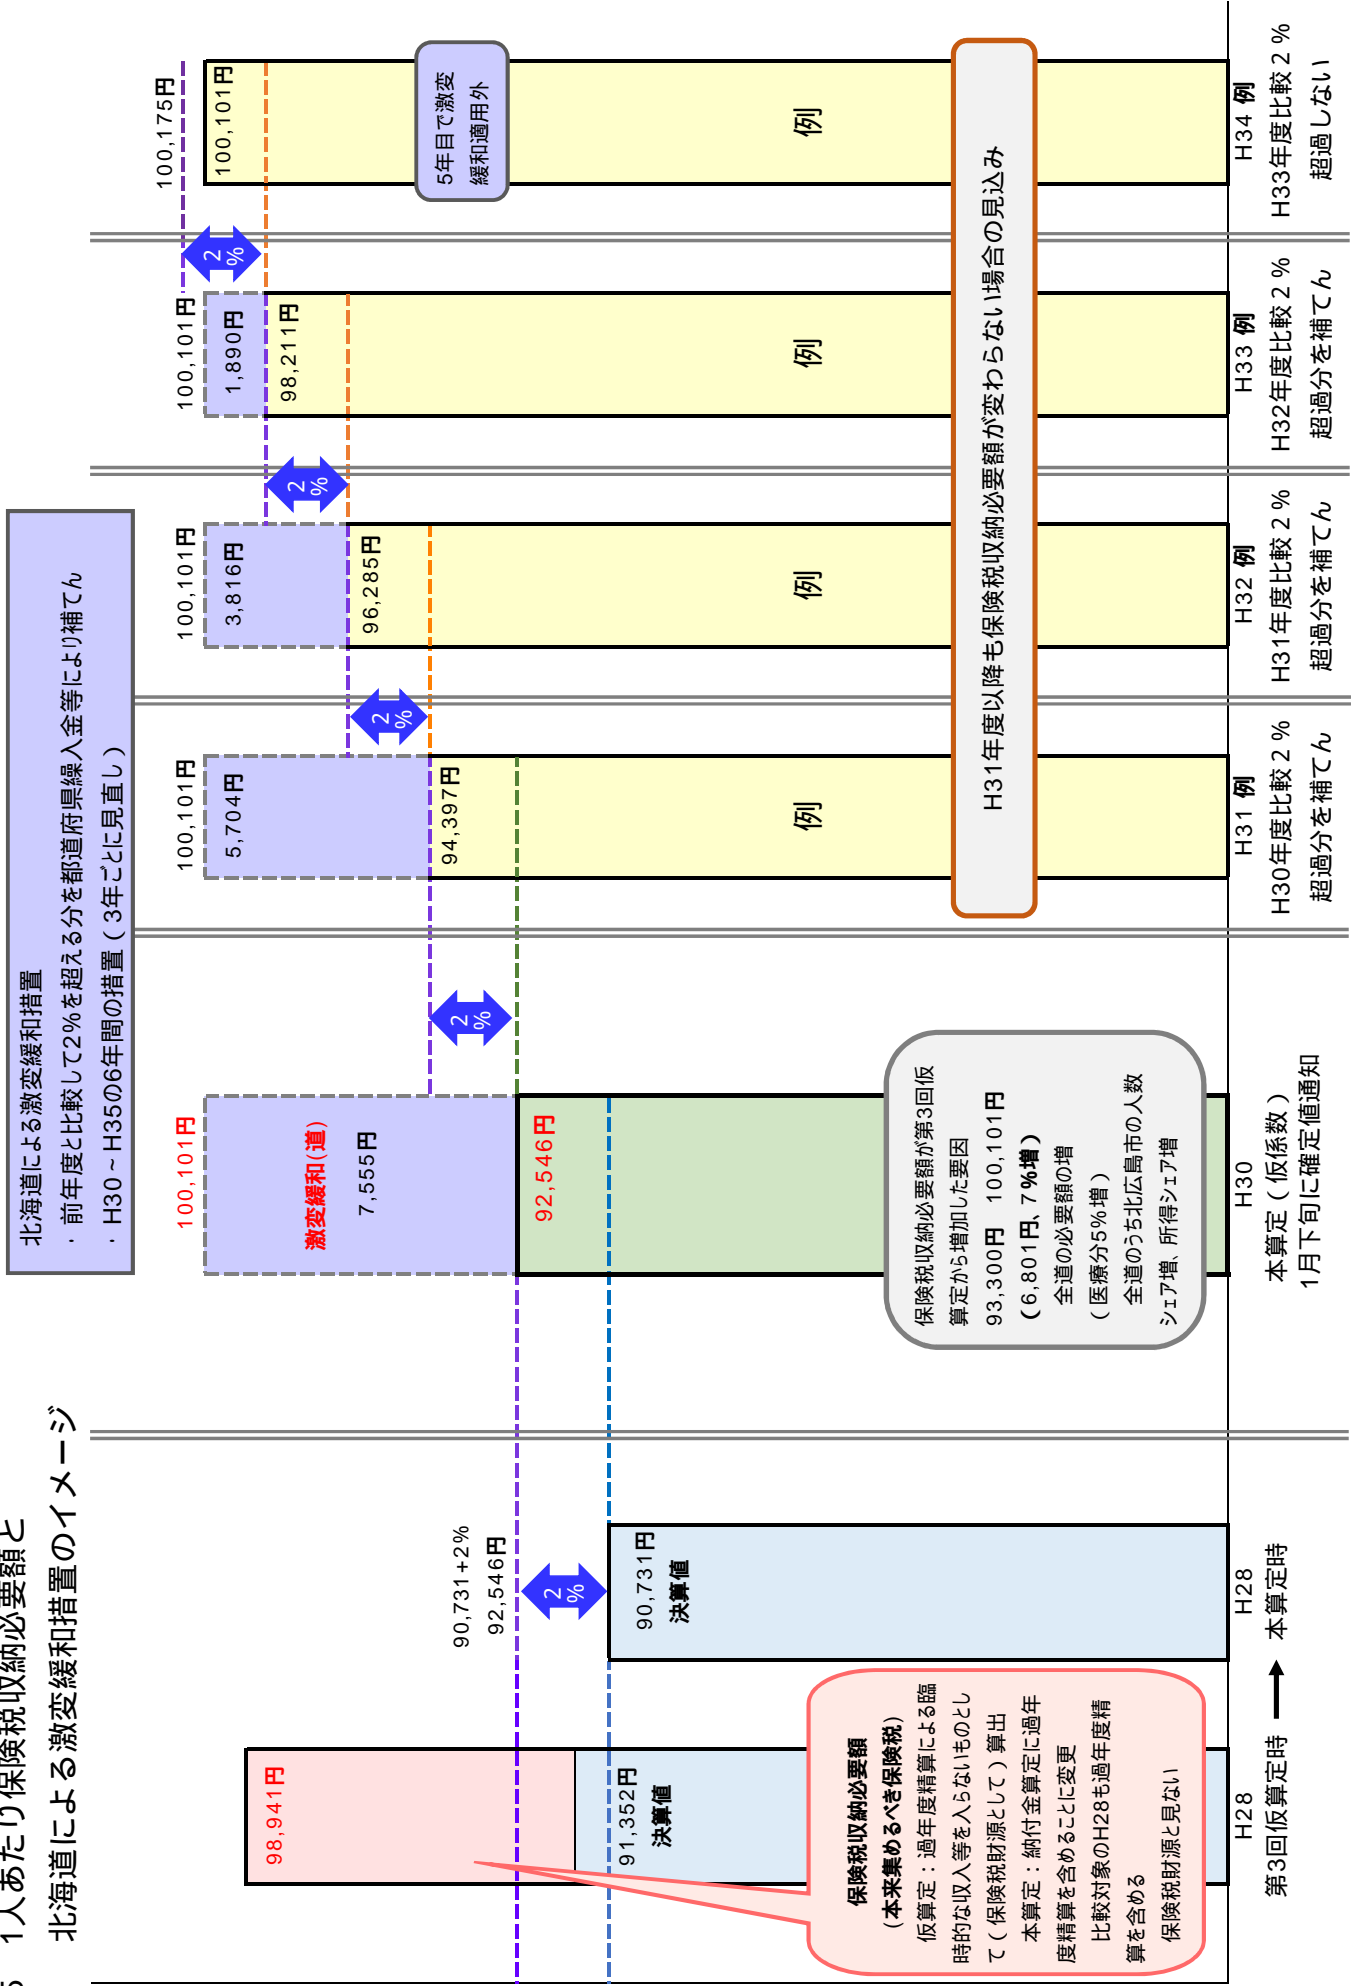 1人あたり保険税収納必要額と
北海道による激変緩和措置のイメージ
北海道による激変緩和措置
・ 前年度と比較して2%を超える分を都道府県繰入金等により補てん
・ H30~H35の6年間の措置(3年ごとに見直し)
98,941円
91,352円
決算値
保険税収納必要額
(本来集めるべき保険税)
仮算定:過年度精算による臨
時的な収入等を入らないものとし
て(保険税財源として)算出
本算定:納付金算定に過年
度精算を含めることに変更
比較対象のH28も過年度精
算を含める
保険税財源と見ない
H28
第3回仮算定時
90,731+2%
92,546円
2
%
90,731円
決算値
H28
本算定時
100,101円
激変緩和(道)
7,555円
92,546円
保険税収納必要額が第3回仮
算定から増加した要因
93,300円 100,101円
(6,801円、7%増)
全道の必要額の増
(医療分5%増)
全道のうち北広島市の人数
シェア増、所得シェア増
H30
本算定(仮係数)
1月下旬に確定値通知
2
%
100,101円
5,704円
94,397円
例
H31 例
H30年度比較2%
超過分を補てん
2
%
100,101円
3,816円
96,285円
例
H32 例
H31年度比較2%
超過分を補てん
2
%
100,101円
1,890円
98,211円
例
H33 例
H32年度比較2%
超過分を補てん
2
%
100,175円
100,101円
5年目で激変
緩和適用外
例
H34 例
H33年度比較2%
超過しない
H31年度以降も保険税収納必要額が変わらない場合の見込み